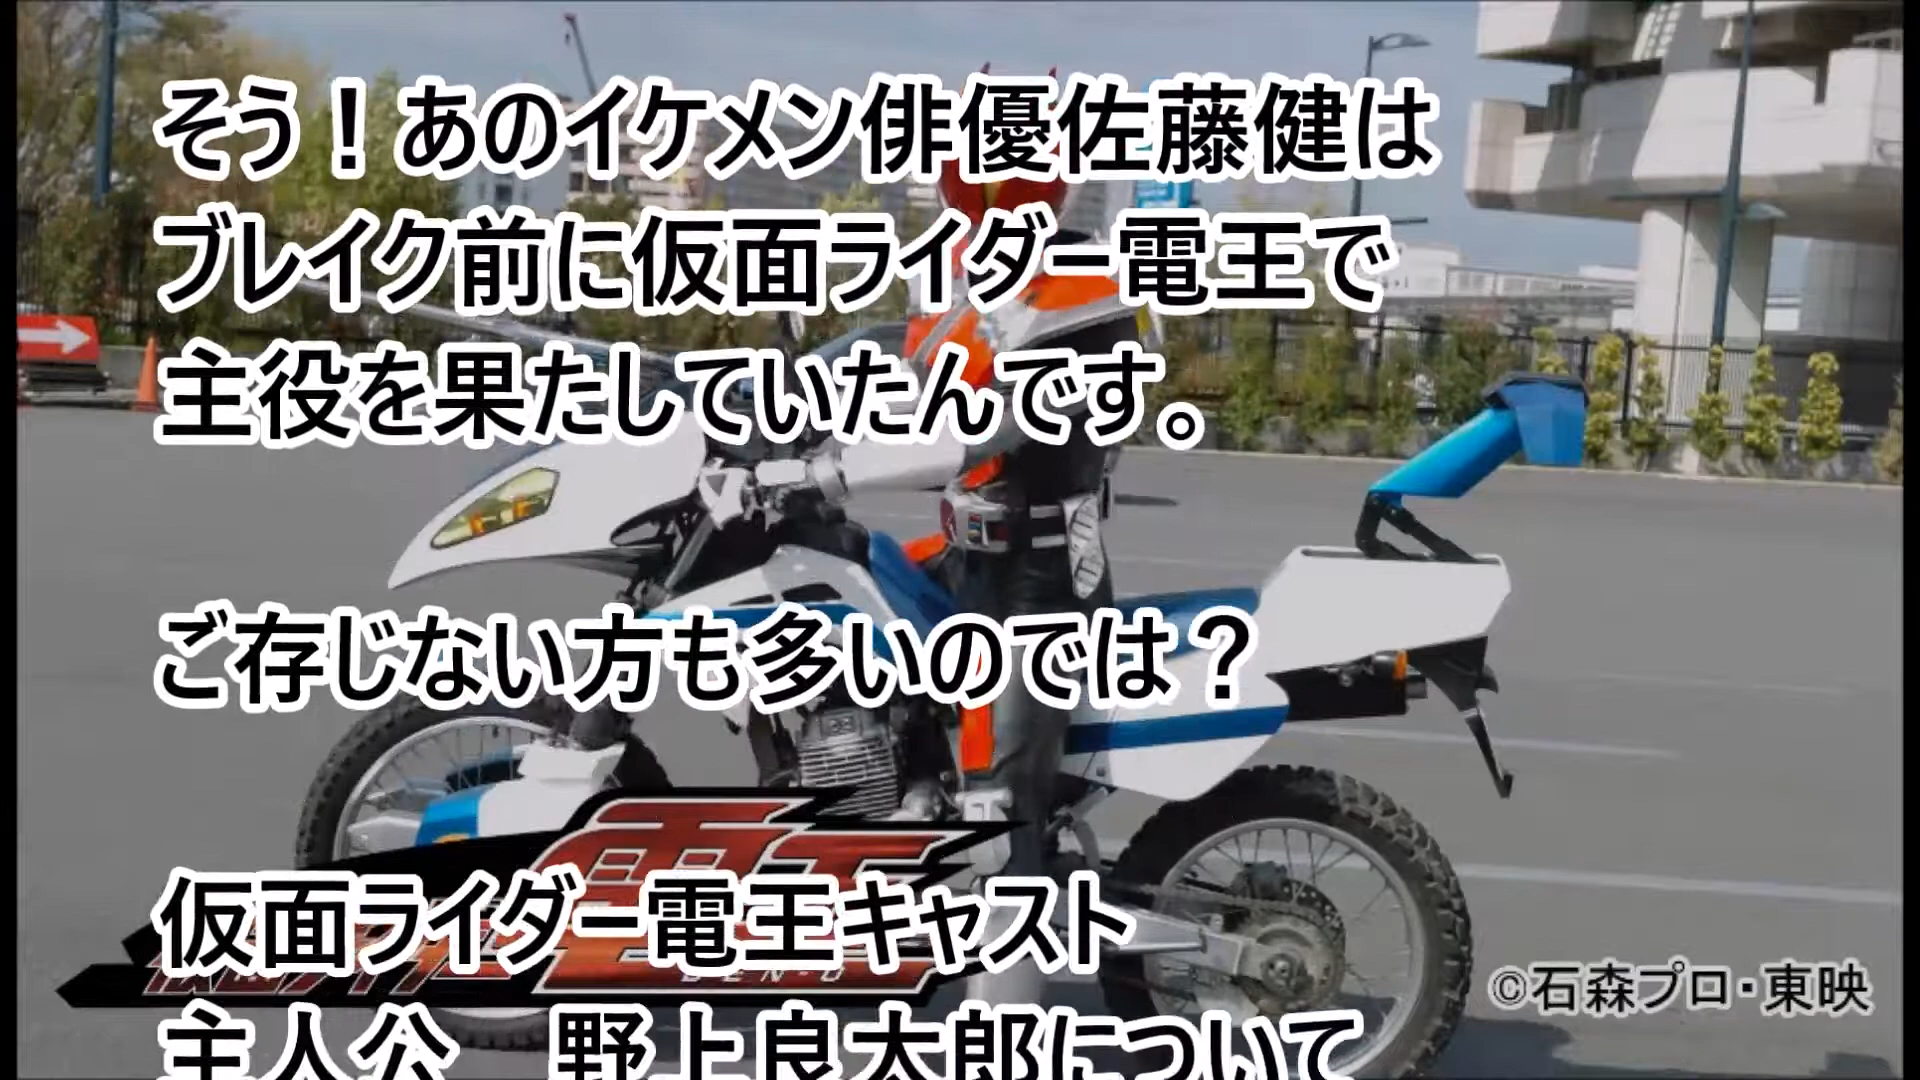 そう！あのイケメン俳優佐藤健は
ブレイク前に仮面ライダー電王で
主役を果たしていたんです。
ご存じない方も多いのでは？
電王
仮面ライダー電王キャスト
DEN-O
©石森プロ・東映
主人公　野上良太郎について